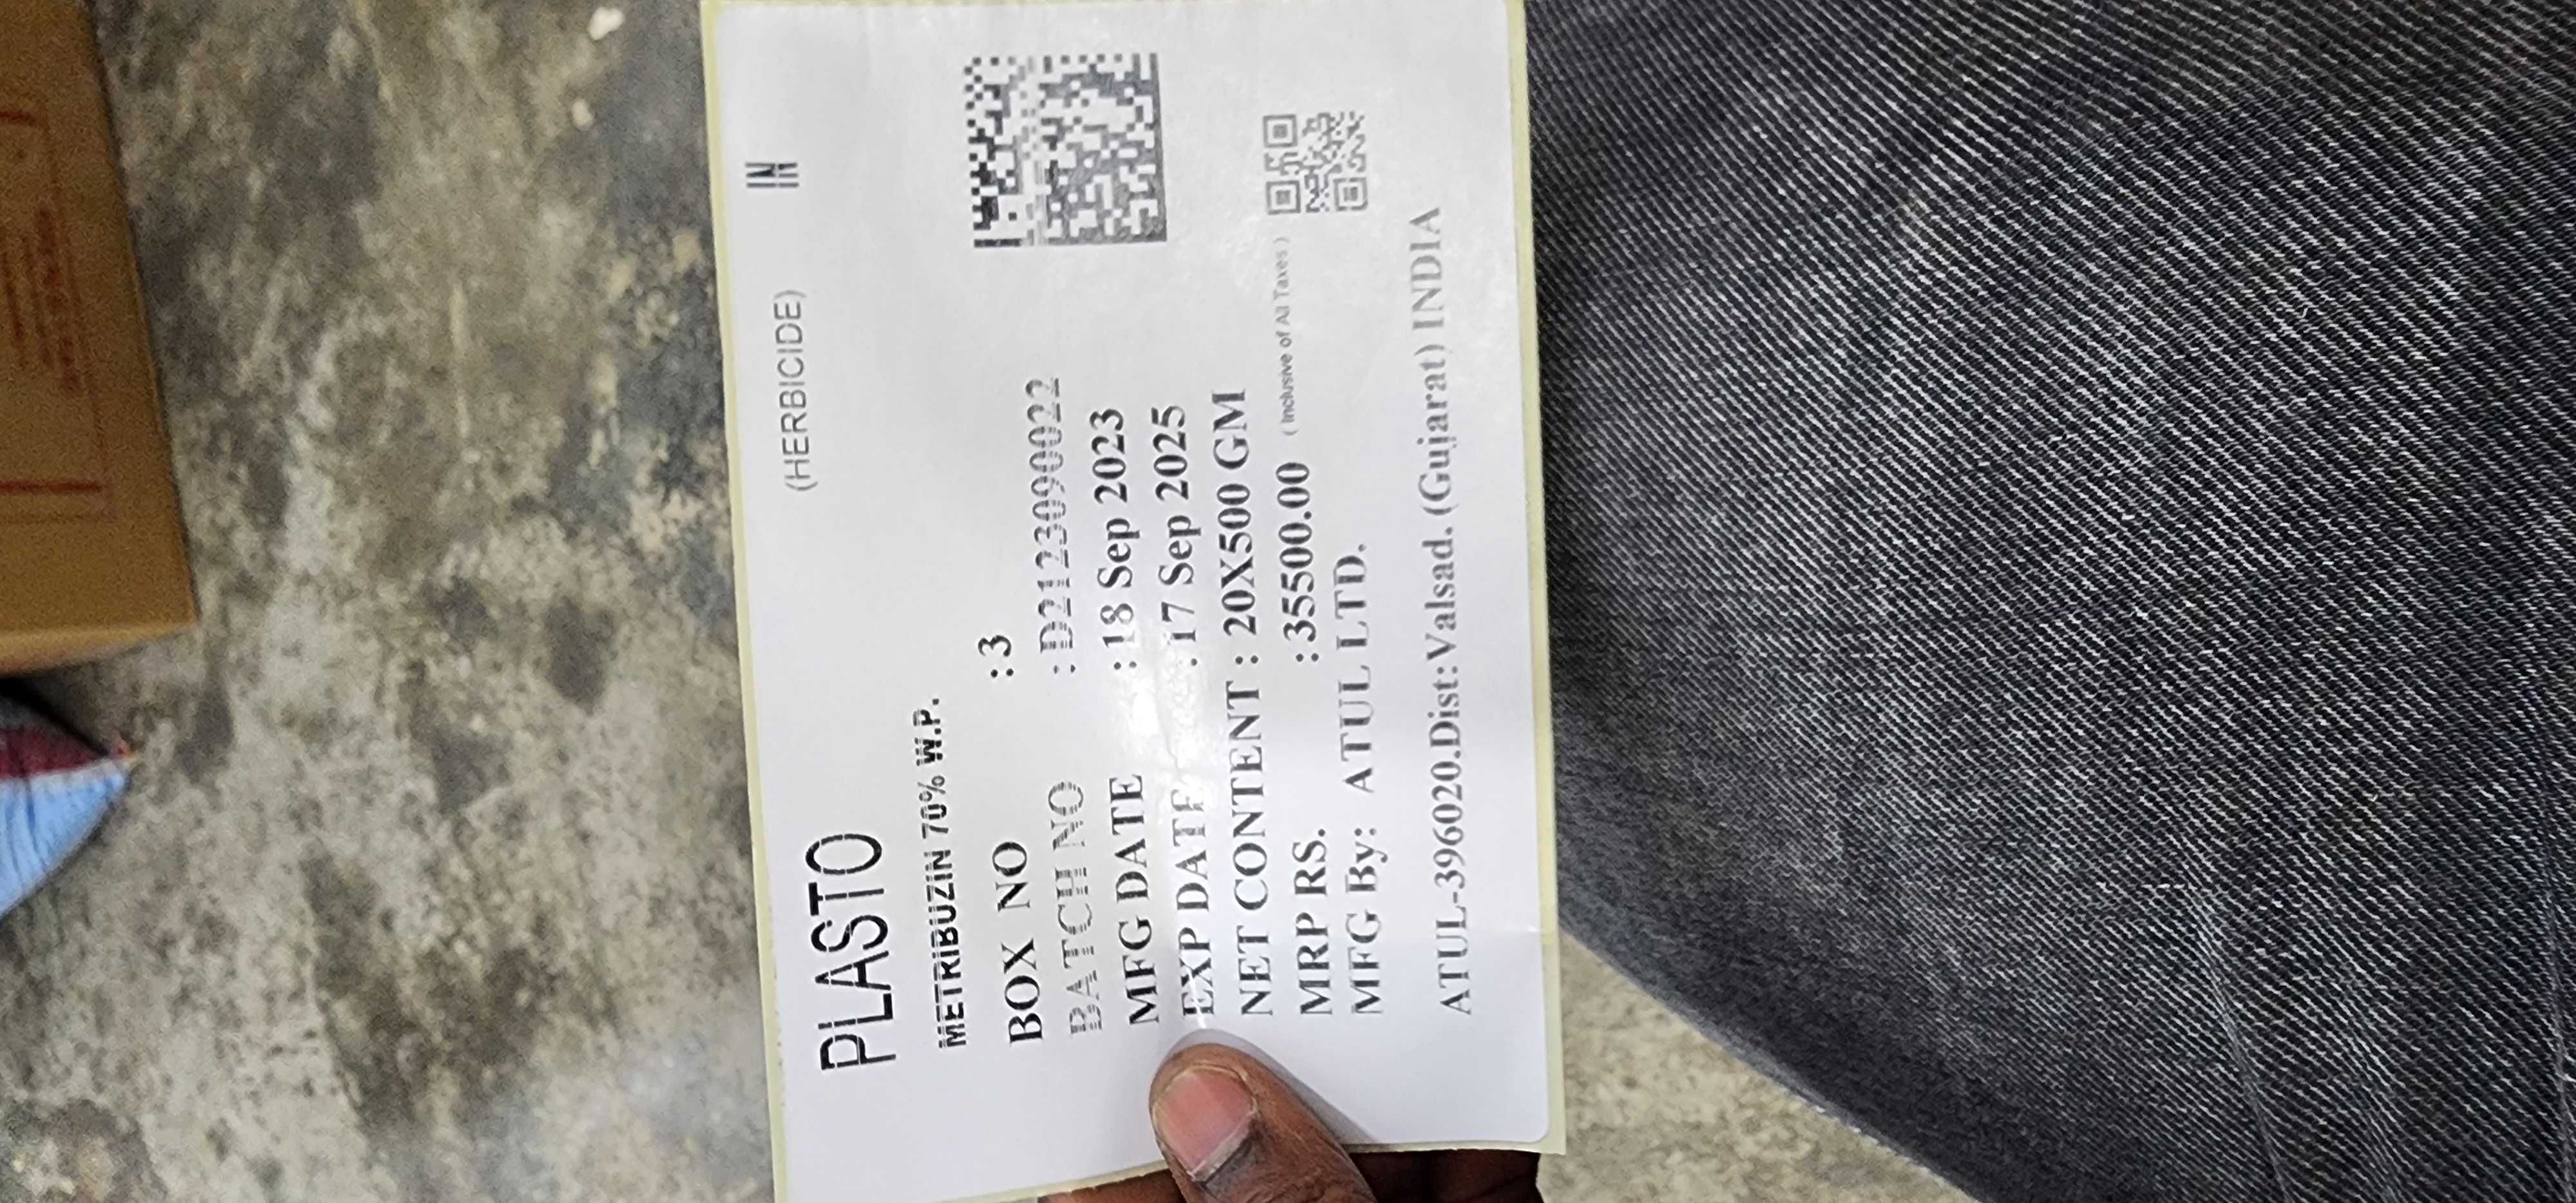 IN
PLASTO (HERBICIDE)
METRIBUZIN 70% W.P.
BOX NO :3
BATCH NO :D2123090022
MFG DATE :18 Sep 2023
EXP DATE :17 Sep 2025
NET CONTENT : 20X500 GM
MRP RS. :35500.00 ( Inclusive of All Taxes )
MFG By: ATUL LTD.
ATUL-396020.Dist:Valsad. (Gujarat) INDIA